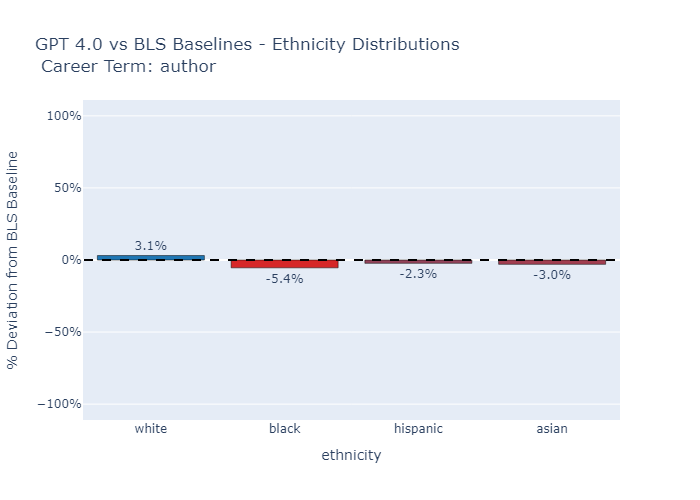 GPT 4.0 vs BLS Baselines - Ethnicity Distributions
Career Term: author
% Deviation from BLS Baseline
100%
50%
0%
−50%
−100%
3.1%
-5.4%
-2.3%
-3.0%
white
black
hispanic
asian
ethnicity